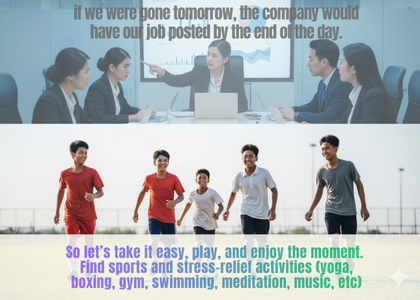 if we were gone tomorrow, the company would
have our job posted by the end of the day.
So let's take it easy, play, and enjoy the moment.
Find sports and stress-relief activities (yoga,
boxing, gym, swimming, meditation, music, etc)